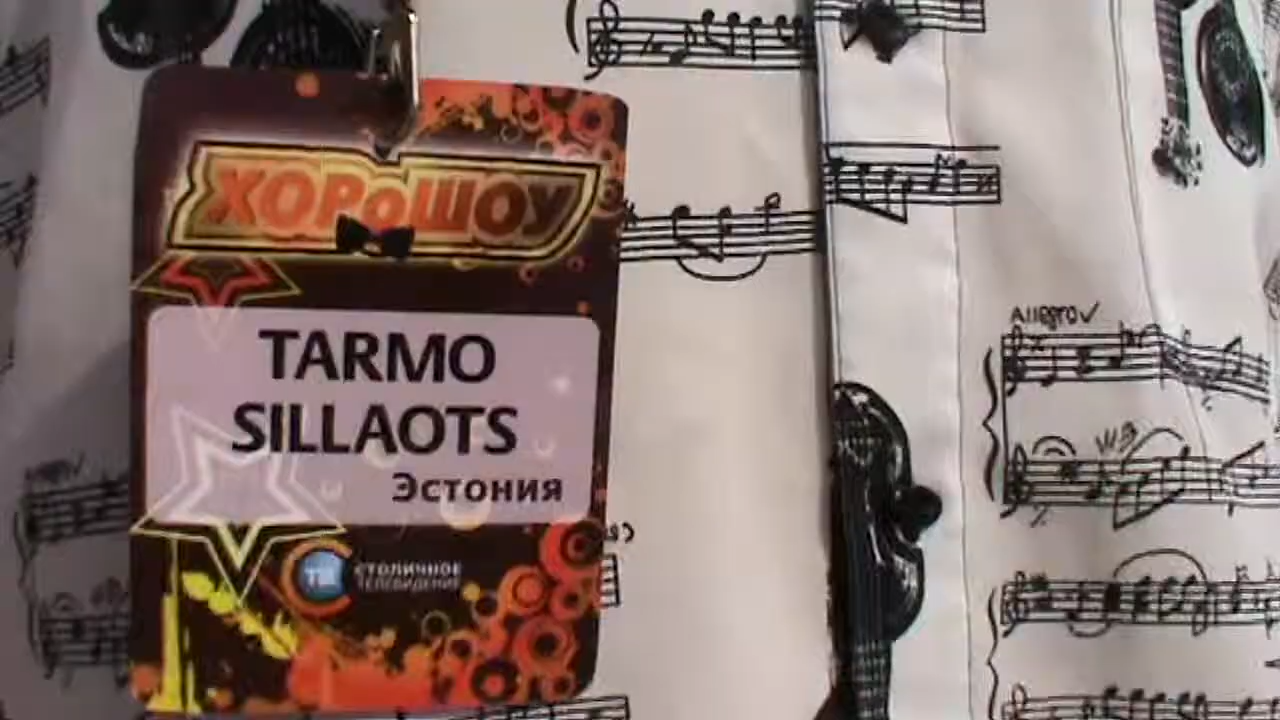 ХОРоШОУ
TARMO
SILLAOTS
Эстония
СТОЛИЧНОЕ
ТЕЛЕВИДЕНИЕ
Allegro